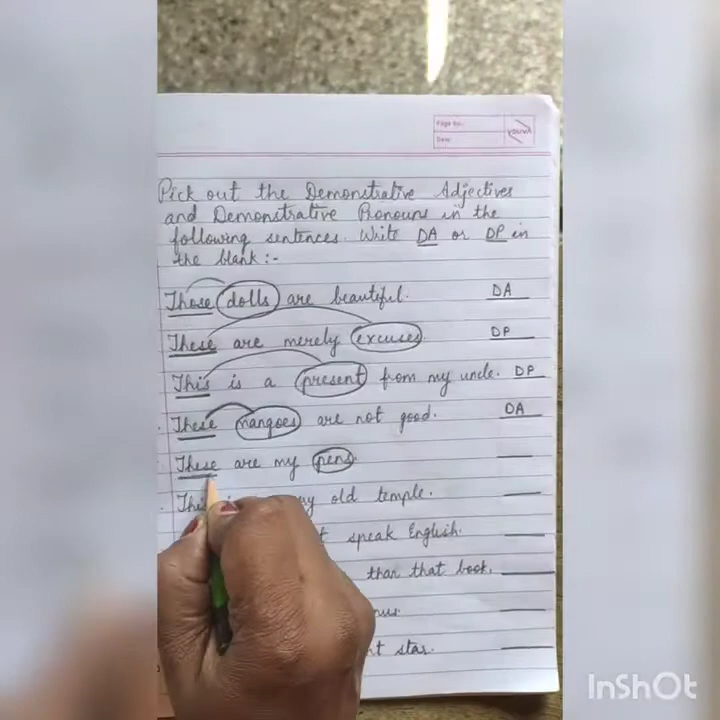 Page No.:
Date:
YOUVA
Pick out the Demonstrative Adjectives
and Demonstrative Pronouns in the
following sentences. Write DA or DP in
the blank :-
Those dolls are beautiful. DA
These are merely excuses. DP
This is a present from my uncle. DP
These mangoes are not good. DA
These are my pens.
This old temple.
speak English.
than that book.
star.
InShOt